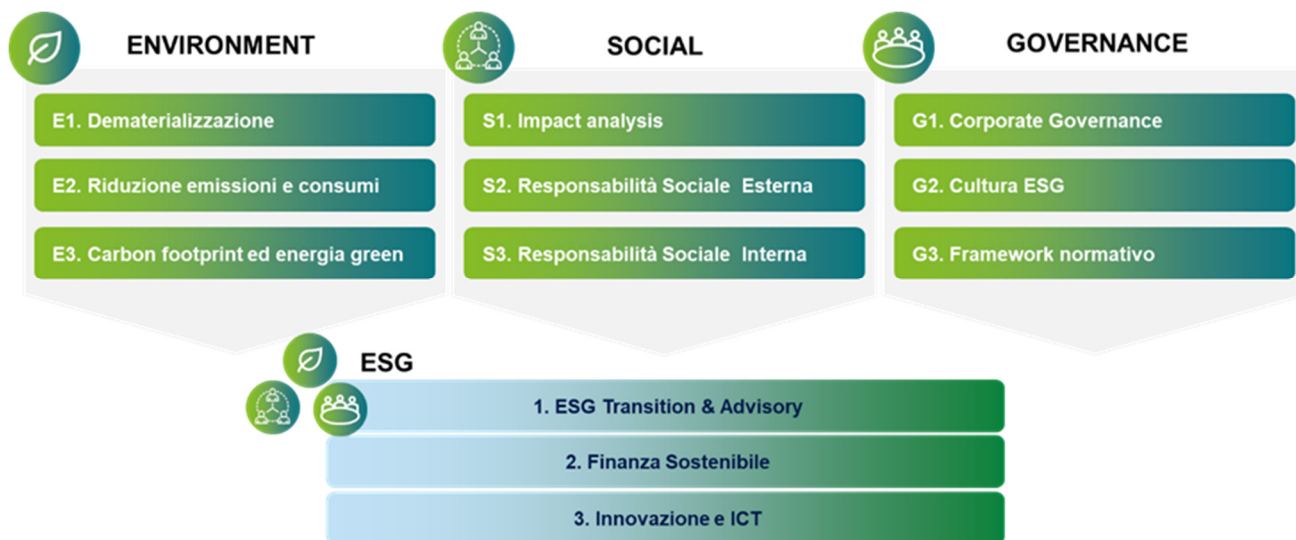 ENVIRONMENT
E1. Dematerializzazione
E2. Riduzione emissioni e consumi
E3. Carbon footprint ed energia green
SOCIAL
S1. Impact analysis
S2. Responsabilità Sociale Esterna
S3. Responsabilità Sociale Interna
GOVERNANCE
G1. Corporate Governance
G2. Cultura ESG
G3. Framework normativo
ESG
1. ESG Transition & Advisory
2. Finanza Sostenibile
3. Innovazione e ICT